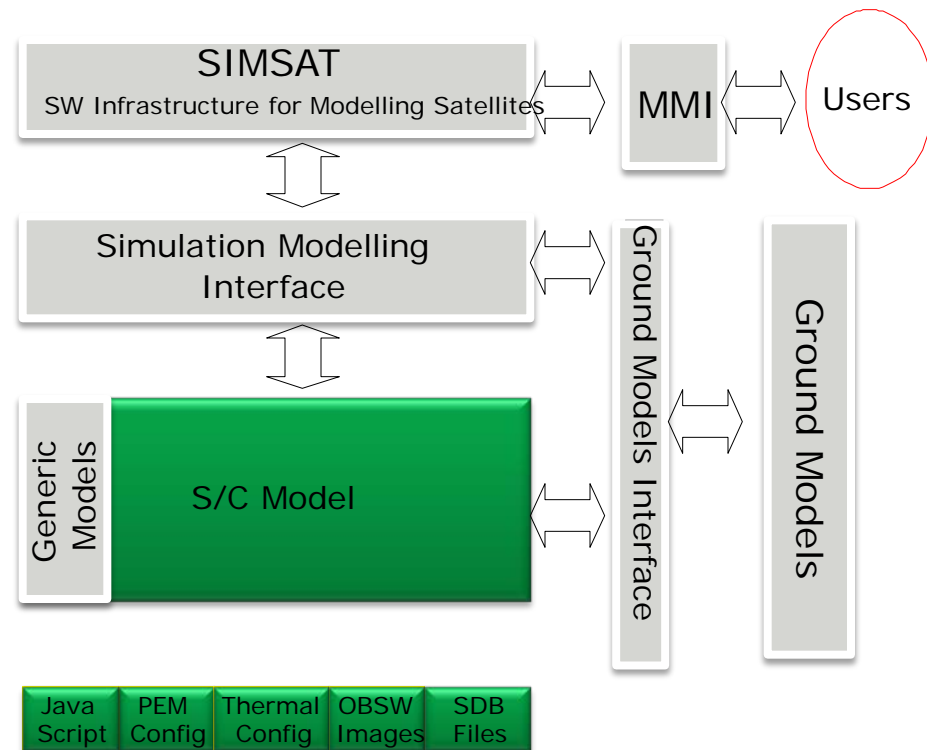 SIMSAT
SW Infrastructure for Modelling Satellites
MMI
Users
Simulation Modelling
Interface
Ground Models Interface
Ground Models
Generic
Models
S/C Model
Java
Script
PEM
Config
Thermal
Config
OBSW
Images
SDB
Files